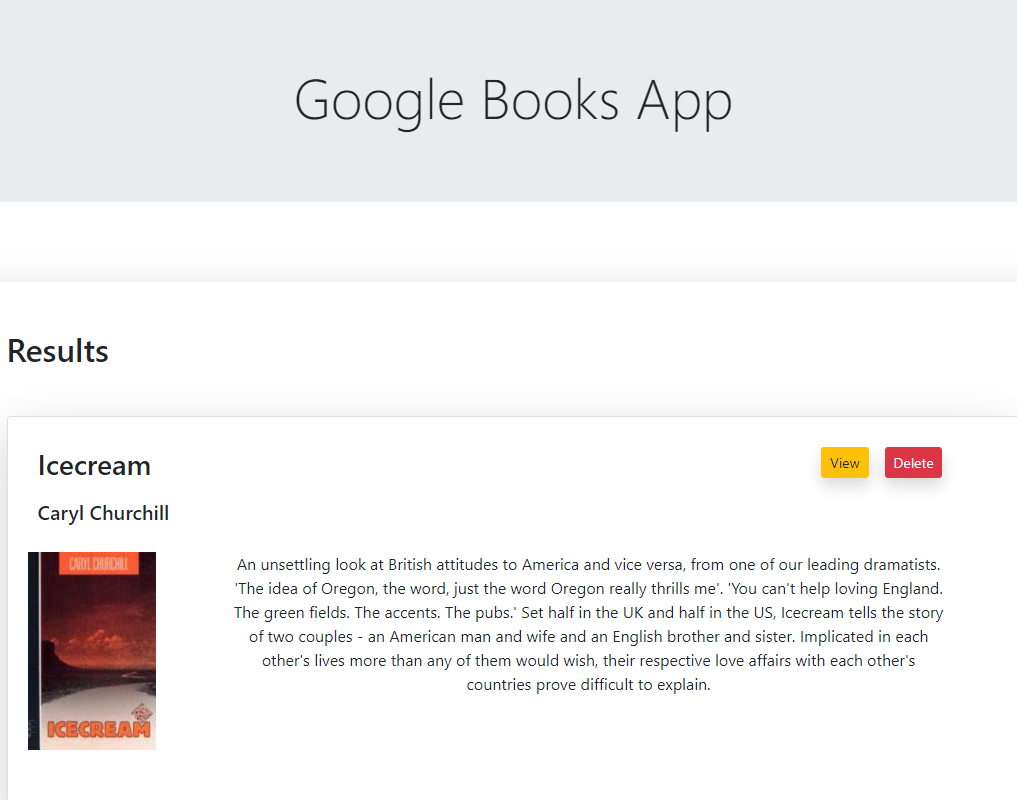 Google Books App
Results
Icecream
View
Delete
Caryl Churchill
CARYL CHURCHILL
ICECREAM
An unsettling look at British attitudes to America and vice versa, from one of our leading dramatists.
'The idea of Oregon, the word, just the word Oregon really thrills me'. 'You can't help loving England.
The green fields. The accents. The pubs.' Set half in the UK and half in the US, Icecream tells the story
of two couples - an American man and wife and an English brother and sister. Implicated in each
other's lives more than any of them would wish, their respective love affairs with each other's
countries prove difficult to explain.